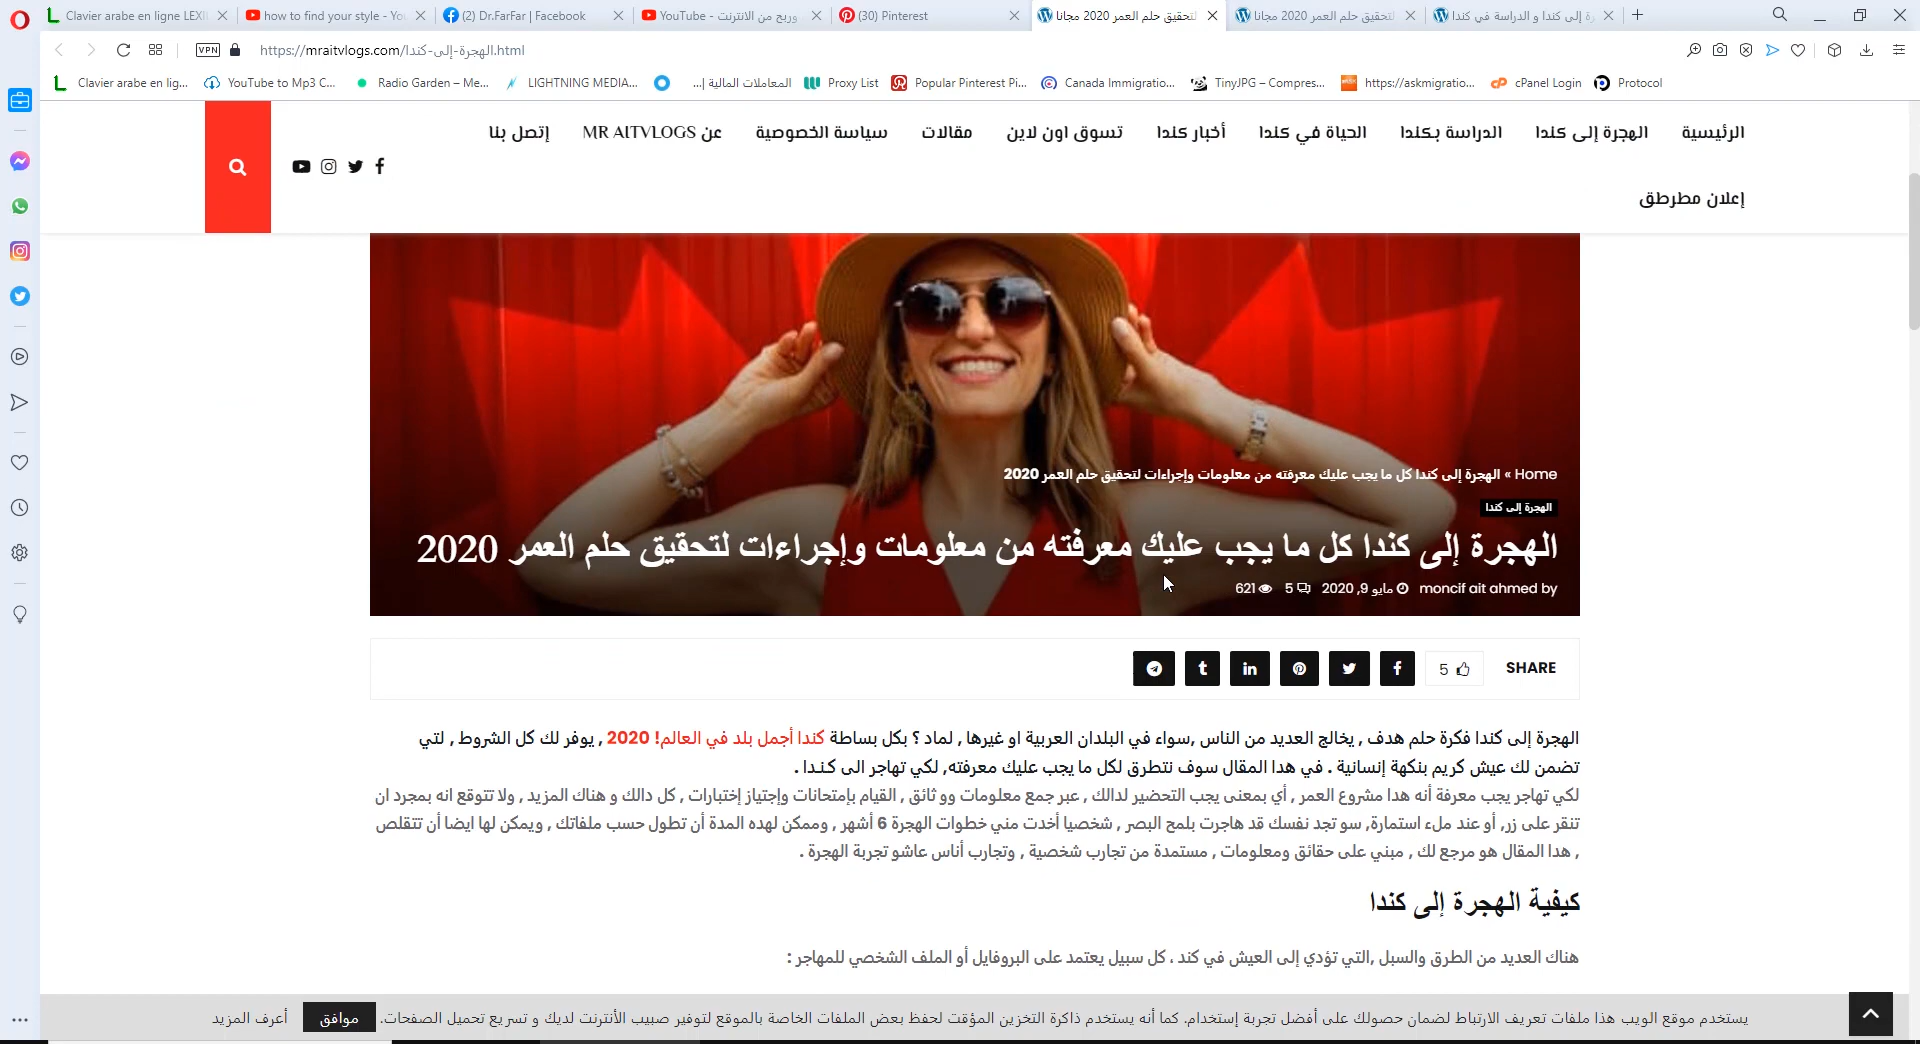 Clavier arabe en ligne LEXI
how to find your style - Yo
(2) Dr.FarFar | Facebook
وربح من الانترنت - YouTube
(30) Pinterest
لتحقيق حلم العمر 2020 مجانا
لتحقيق حلم العمر 2020 مجانا
رة إلى كندا و الدراسة في كندا
VPN
https://mraitvlogs.com/الهجرة-إلى-كندا.html
Clavier arabe en lig...
YouTube to Mp3 C...
Radio Garden – Me...
LIGHTNING MEDIA...
المعاملات المالية |...
Proxy List
Popular Pinterest Pi...
Canada Immigratio...
TinyJPG – Compres...
https://askmigratio...
cPanel Login
Protocol
الرئيسية
الهجرة إلى كندا
الدراسة بكندا
الحياة في كندا
أخبار كندا
تسوق اون لاين
مقالات
سياسة الخصوصية
عن MR AITVLOGS
إتصل بنا
إعلان مطرطق
Home » الهجرة إلى كندا كل ما يجب عليك معرفته من معلومات وإجراءات لتحقيق حلم العمر 2020
الهجرة إلى كندا
الهجرة إلى كندا كل ما يجب عليك معرفته من معلومات وإجراءات لتحقيق حلم العمر 2020
moncif ait ahmed by مايو 9, 2020 5 621
SHARE 5
الهجرة إلى كندا فكرة حلم هدف , يخالج العديد من الناس ,سواء في البلدان العربية او غيرها , لماد ؟ بكل بساطة كندا أجمل بلد في العالم! 2020 , يوفر لك كل الشروط , لتي
تضمن لك عيش كريم بنكهة إنسانية . في هدا المقال سوف نتطرق لكل ما يجب عليك معرفته, لكي تهاجر الى كـنـدا .
لكي تهاجر يجب معرفة أنه هدا مشروع العمر , أي بمعنى يجب التحضير لدالك , عبر جمع معلومات وو ثائق , القيام بإمتحانات وإجتياز إختبارات , كل دالك و هناك المزيد , ولا تتوقع انه بمجرد ان
تنقر على زر, أو عند ملء استمارة, سو تجد نفسك قد هاجرت بلمح البصر , شخصيا أخدت مني خطوات الهجرة 6 أشهر , وممكن لهده المدة أن تطول حسب ملفاتك , ويمكن لها ايضا أن تتقلص
, هدا المقال هو مرجع لك , مبني على حقائق ومعلومات , مستمدة من تجارب شخصية , وتجارب أناس عاشو تجربة الهجرة .
كيفية الهجرة إلى كندا
هناك العديد من الطرق والسبل ,التي تؤدي إلى العيش في كند ، كل سبيل يعتمد على البروفايل أو الملف الشخصي للمهاجر :
يستخدم موقع الويب هذا ملفات تعريف الارتباط لضمان حصولك على أفضل تجربة إستخدام. كما أنه يستخدم ذاكرة التخزين المؤقت لحفظ بعض الملفات الخاصة بالموقع لتوفير صبيب الأنترنت لديك و تسريع تحميل الصفحات.
موافق
أعرف المزيد